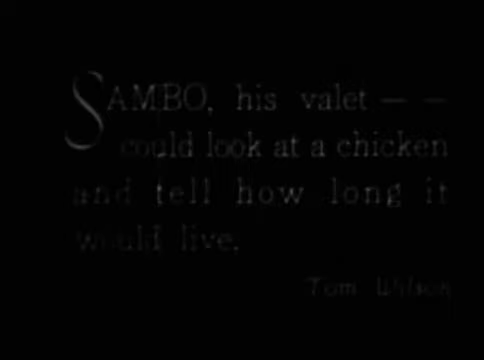 SAMBO, his valet — —
could look at a chicken
and tell how long it
would live.
Tom Wilson